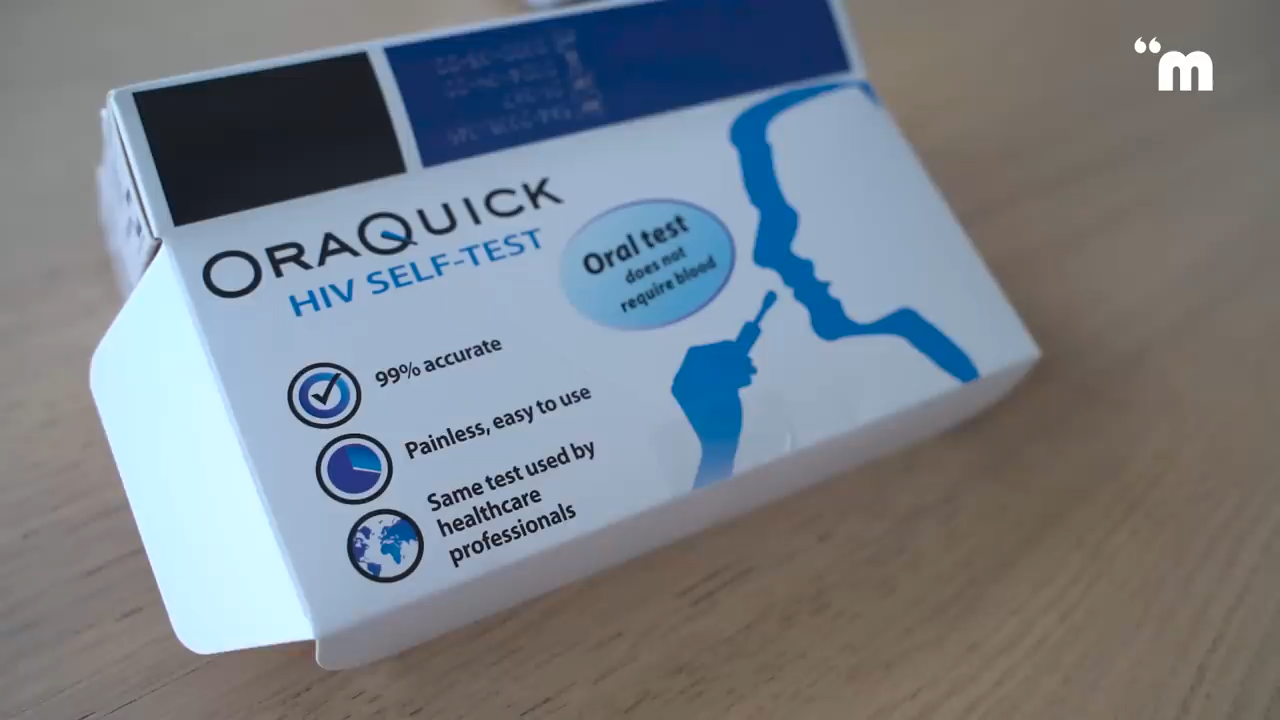 “m
ORAQUICK
HIV SELF-TEST
Oral test
does not
require blood
99% accurate
Painless, easy to use
Same test used by
healthcare
professionals